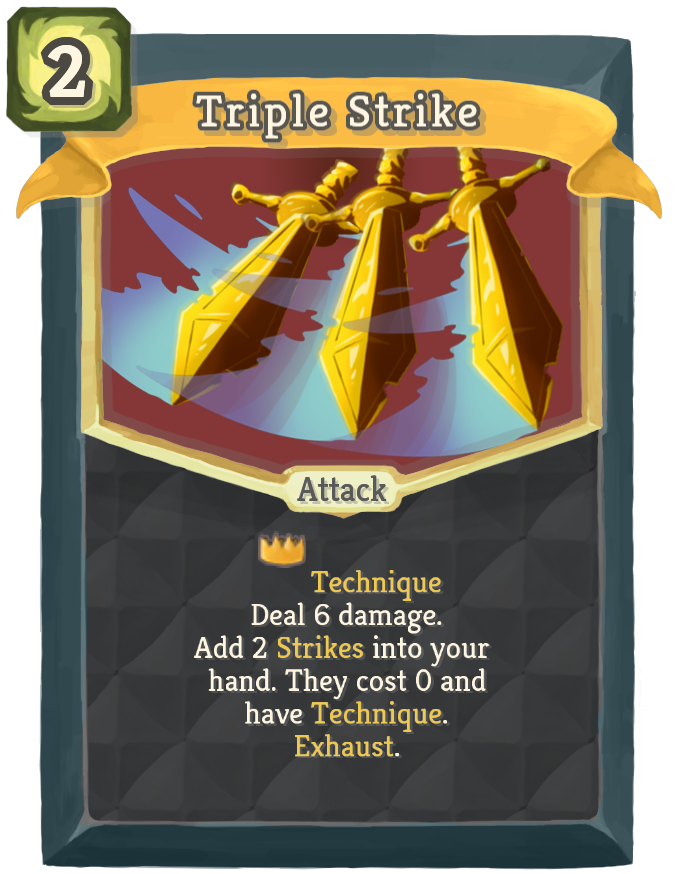 2
Triple Strike
Attack
Technique
Deal 6 damage.
Add 2 Strikes into your
hand. They cost 0 and
have Technique.
Exhaust.